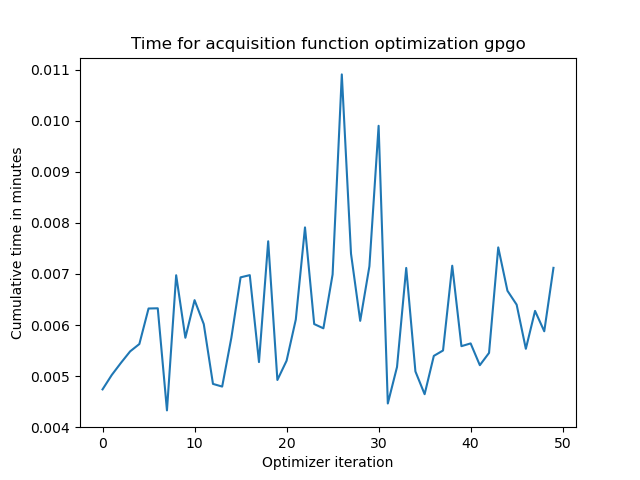 Time for acquisition function optimization gpgo
0.011
0.010
0.009
0.008
0.007
0.006
0.005
0.004
Cumulative time in minutes
0 10 20 30 40 50
Optimizer iteration